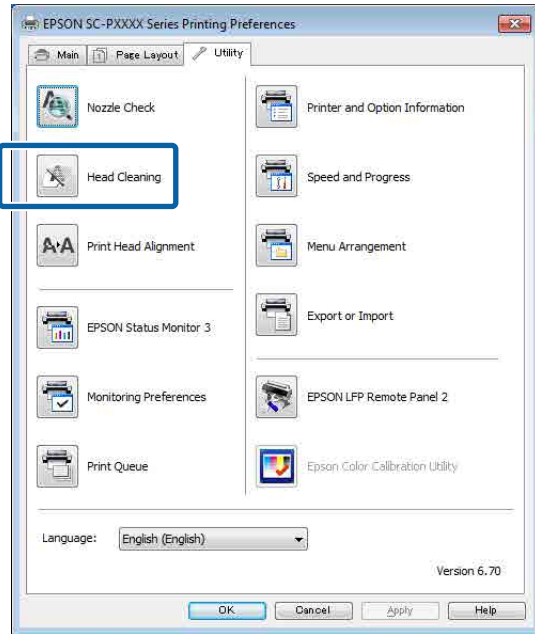 EPSON SC-PXXXX Series Printing Preferences
Main Page Layout Utility
Nozzle Check
Head Cleaning
Print Head Alignment
EPSON Status Monitor 3
Monitoring Preferences
Print Queue
Printer and Option Information
Speed and Progress
Menu Arrangement
Export or Import
EPSON LFP Remote Panel 2
Epson Color Calibration Utility
Language: English (English)
Version 6.70
OK Cancel Apply Help